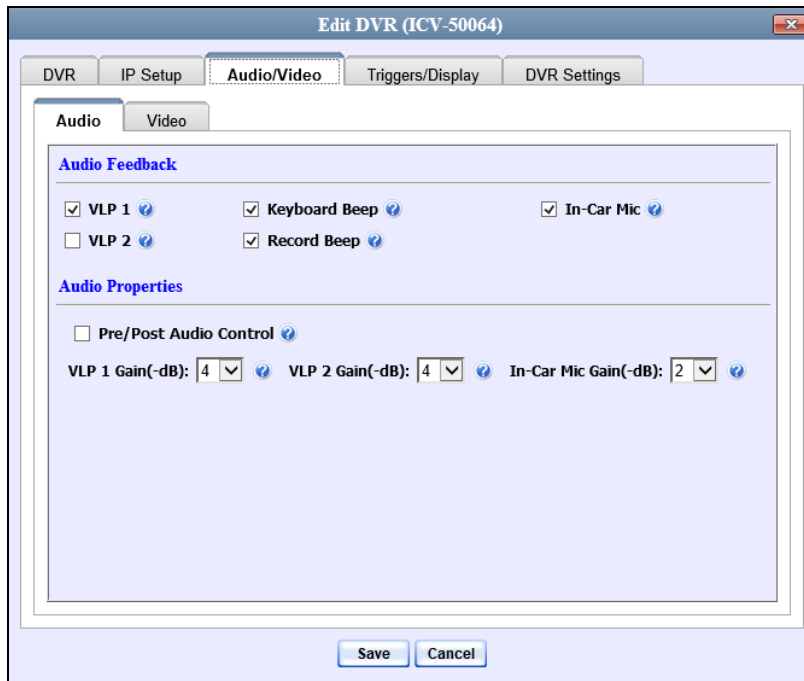 Edit DVR (ICV-50064)
DVR IP Setup Audio/Video Triggers/Display DVR Settings
Audio Video
Audio Feedback
VLP 1 Keyboard Beep In-Car Mic
VLP 2 Record Beep
Audio Properties
Pre/Post Audio Control
VLP 1 Gain(-dB): 4 VLP 2 Gain(-dB): 4 In-Car Mic Gain(-dB): 2
Save Cancel